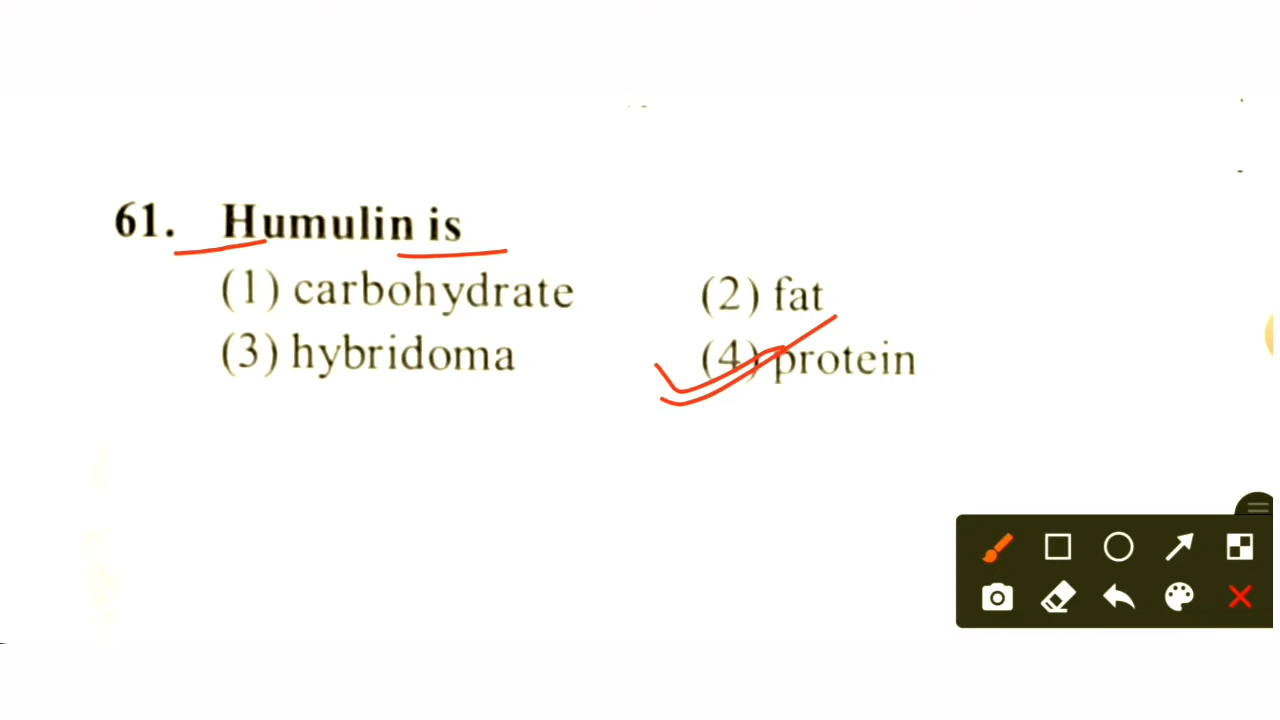 61. Humulin is
(1) carbohydrate (2) fat
(3) hybridoma (4) protein